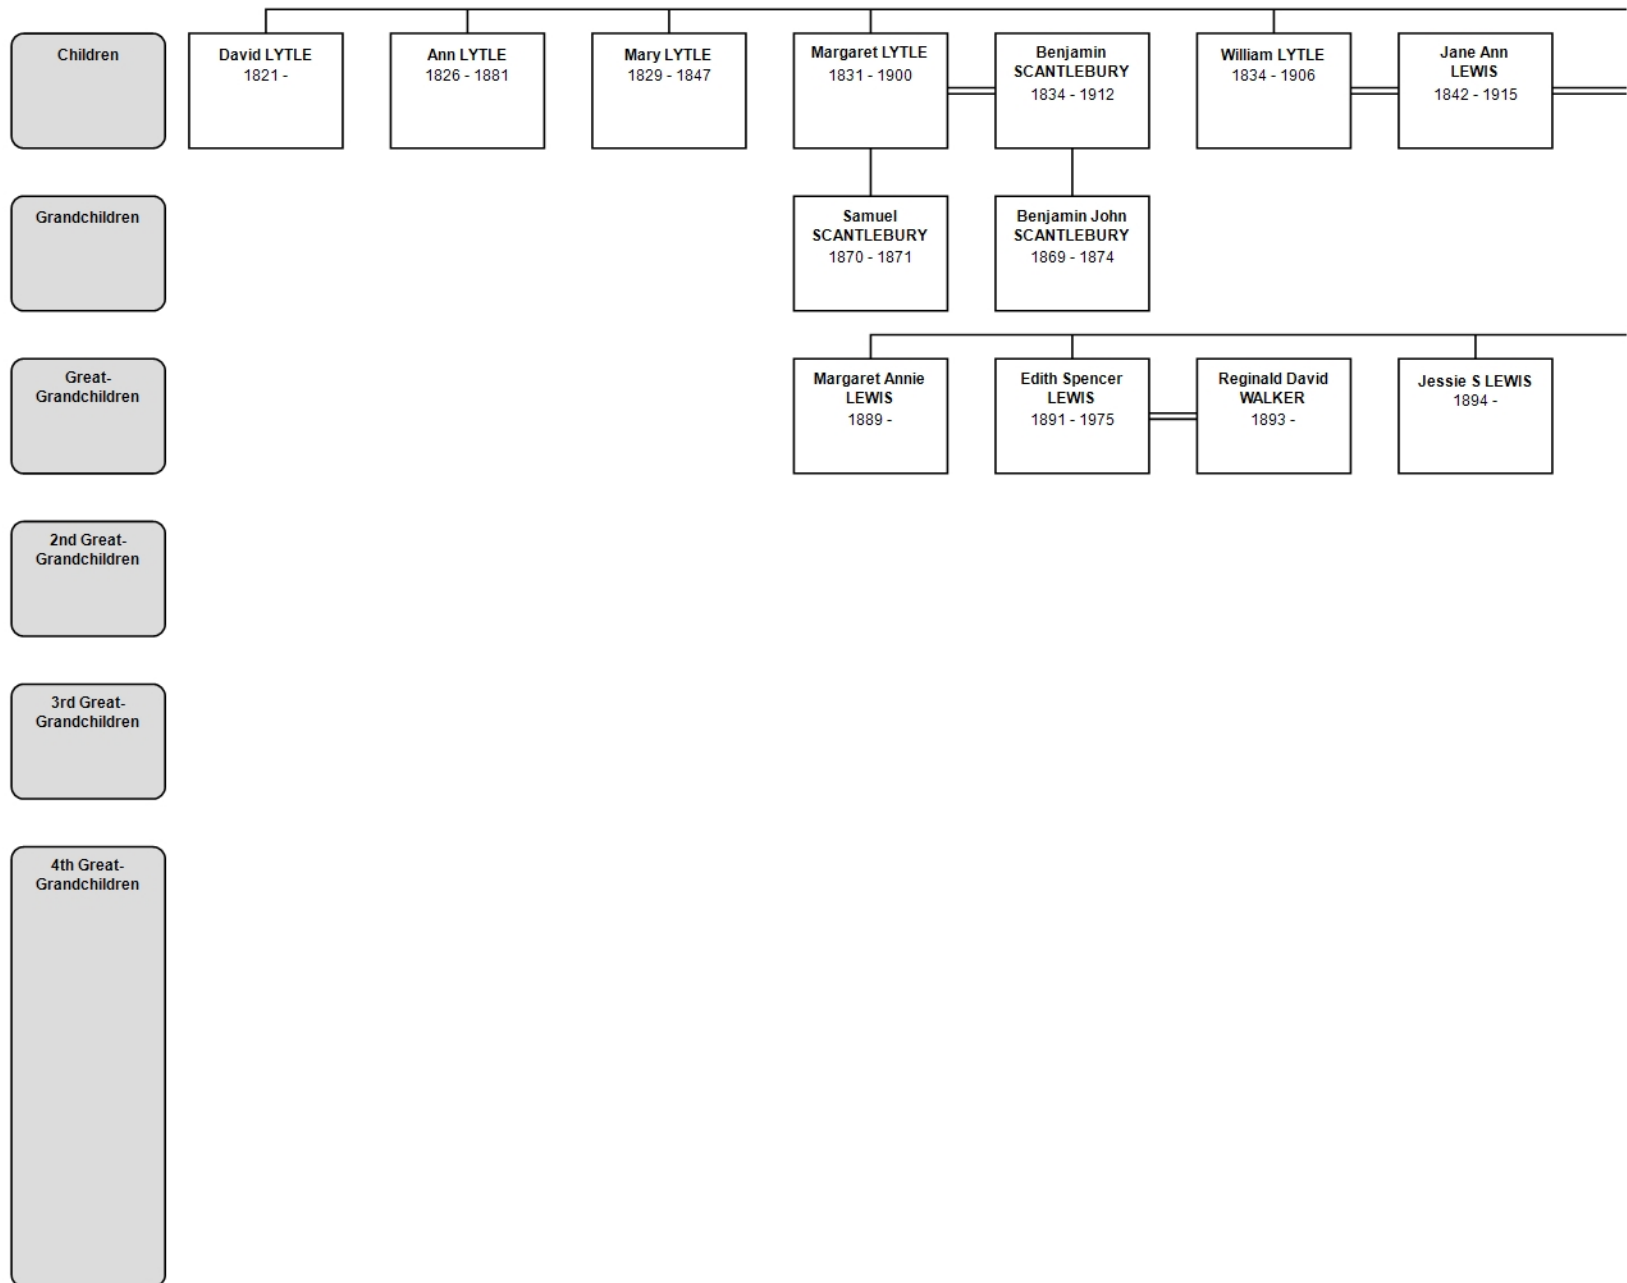 Children
David LYTLE
1821 -
Ann LYTLE
1826 - 1881
Mary LYTLE
1829 - 1847
Margaret LYTLE
1831 - 1900
Benjamin
SCANTLEBURY
1834 - 1912
William LYTLE
1834 - 1906
Jane Ann
LEWIS
1842 - 1915
Grandchildren
Samuel
SCANTLEBURY
1870 - 1871
Benjamin John
SCANTLEBURY
1869 - 1874
Great-
Grandchildren
Margaret Annie
LEWIS
1889 -
Edith Spencer
LEWIS
1891 - 1975
Reginald David
WALKER
1893 -
Jessie S LEWIS
1894 -
2nd Great-
Grandchildren
3rd Great-
Grandchildren
4th Great-
Grandchildren